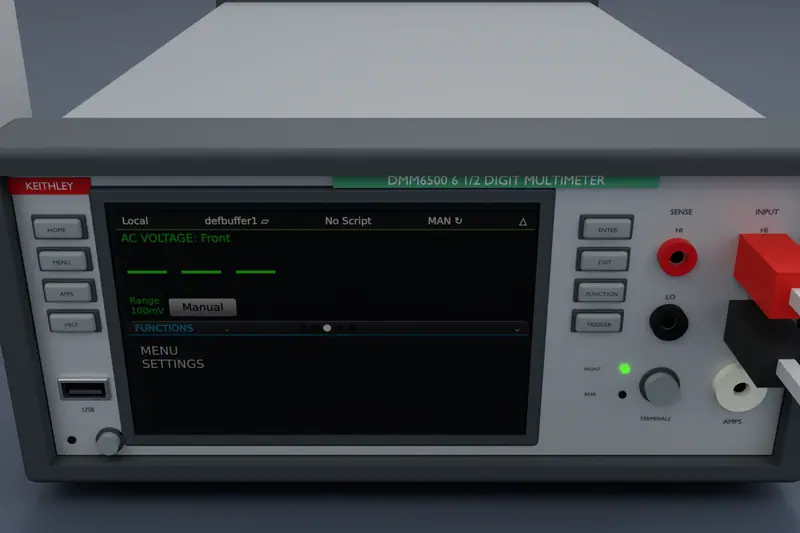 KEITHLEY
DMM6500 6 1/2 DIGIT MULTIMETER
HOME
MENU
APPS
HELP
USB
Local defbuffer1 No Script MAN
AC VOLTAGE: Front
Range
100mV
Manual
FUNCTIONS
MENU
SETTINGS
ENTER
EXIT
FUNCTION
TRIGGER
FRONT
REAR
TERMINALS
SENSE
HI
LO
INPUT
HI
AMPS